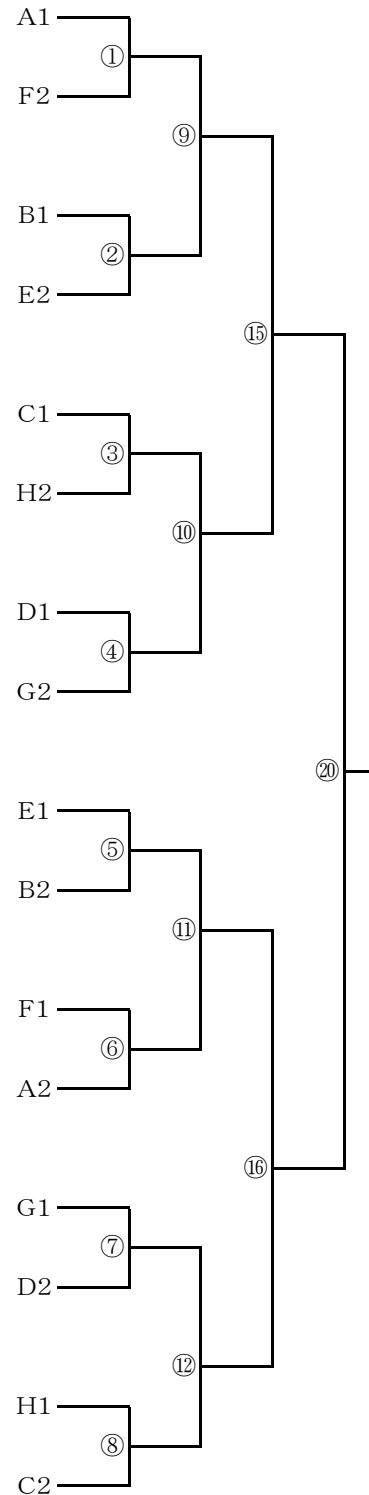 A1
①
F2
⑨
B1
②
E2
⑮
C1
③
H2
⑩
D1
④
G2
⑳
E1
⑤
B2
⑪
F1
⑥
A2
⑯
G1
⑦
D2
⑫
H1
⑧
C2